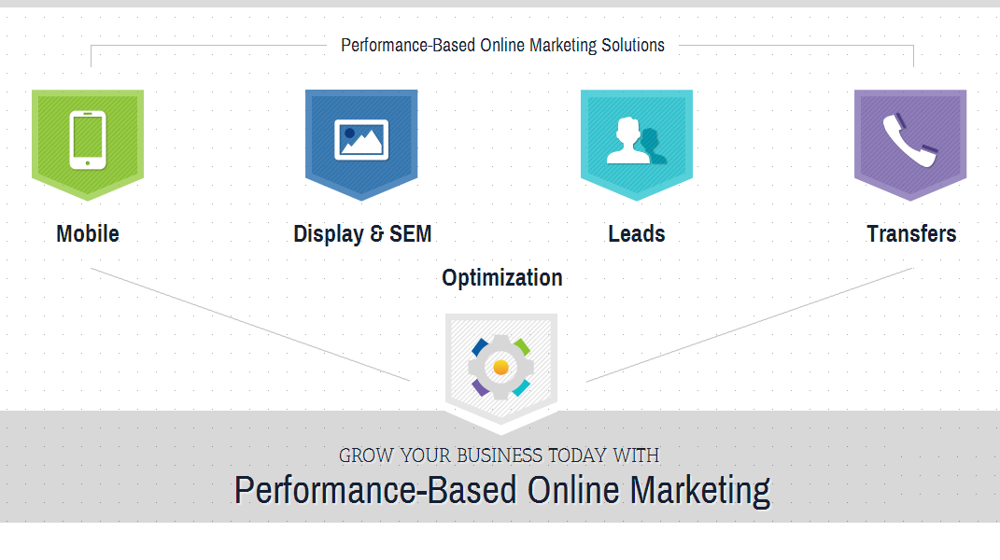 Performance-Based Online Marketing Solutions
Mobile
Display & SEM
Leads
Transfers
Optimization
GROW YOUR BUSINESS TODAY WITH
Performance-Based Online Marketing